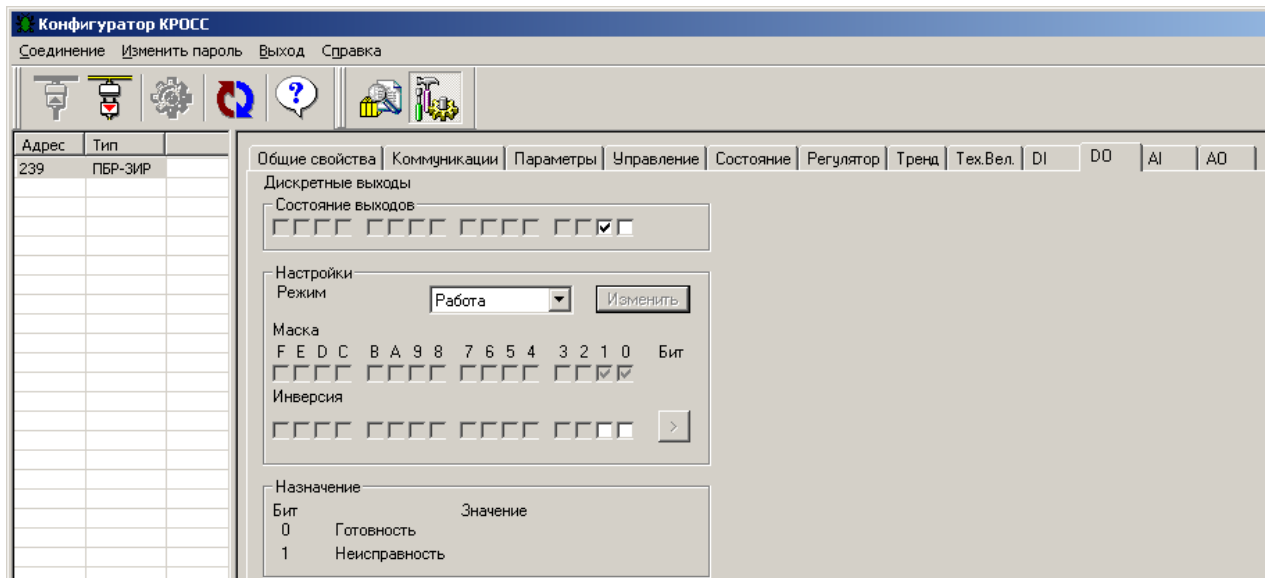 Конфигуратор КРОСС
Соединение Изменить пароль Выход Справка
Адрес Тип
239 ПБР-ЗИР
Общие свойства Коммуникации Параметры Управление Состояние Регулятор Тренд Тех.Вел. DI DO AI AO
Дискретные выходы
Состояние выходов
Настройки
Режим
Работа Изменить
Маска
F E D C B A 9 8 7 6 5 4 3 2 1 0 Бит
Инверсия
>
Назначение
Бит Значение
0 Готовность
1 Неисправность